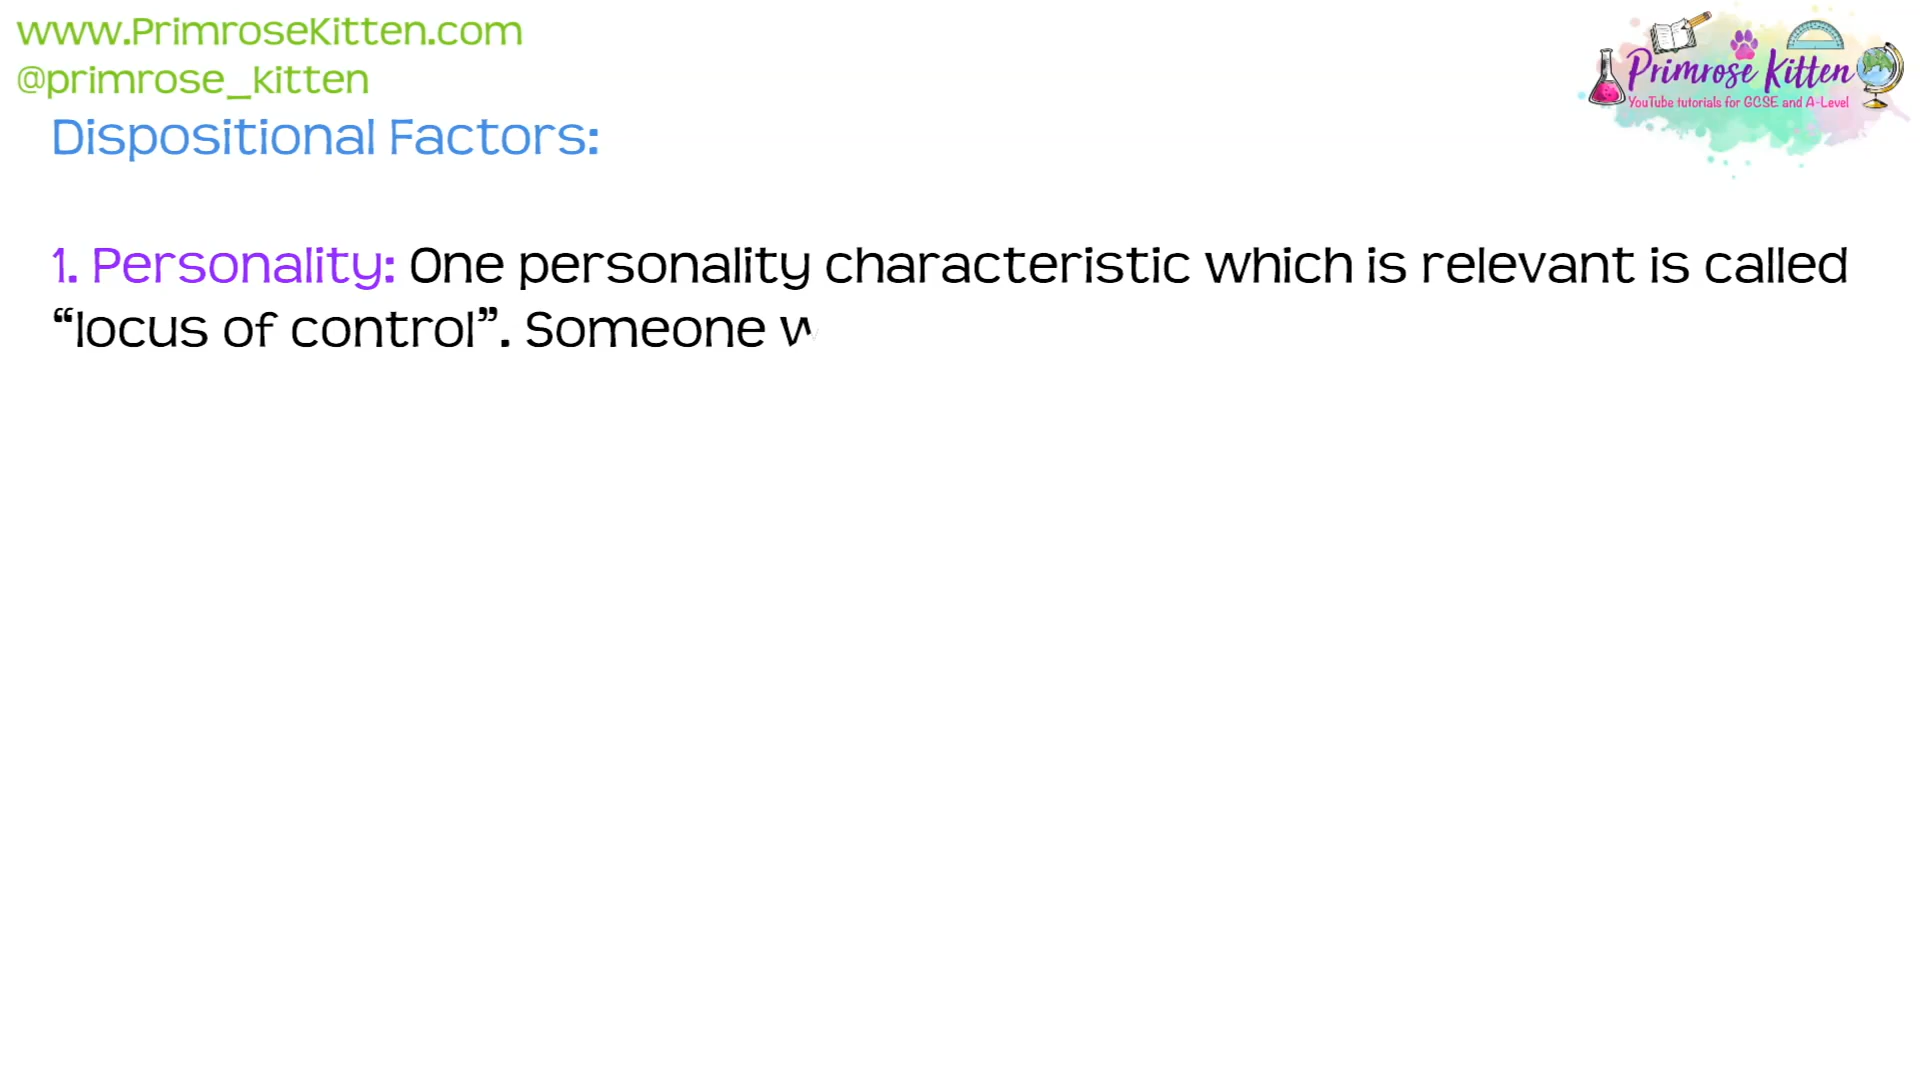 www.PrimroseKitten.com
@primrose_kitten
Primrose Kitten
YouTube tutorials for GCSE and A-Level
Dispositional Factors:
1. Personality: One personality characteristic which is relevant is called
“locus of control”. Someone w